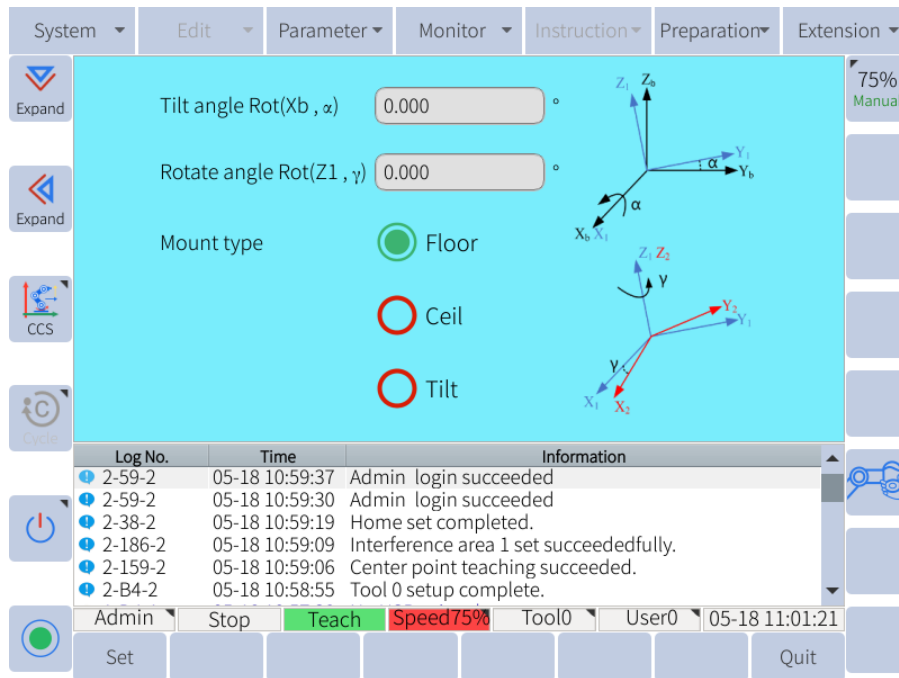 System Edit Parameter Monitor Instruction Preparation Extension
Expand
75%
Manual
Tilt angle Rot(Xb , α) 0.000 °
Rotate angle Rot(Z1 , γ) 0.000 °
Expand
Mount type Floor
Ceil
Tilt
Z₁ Z_b
Y₁
α
Y_b
α
X_b X₁
Z₁ Z₂
γ
Y₂
Y₁
γ
X₁ X₂
CCS
Cycle
Log No. Time Information
2-59-2 05-18 10:59:37 Admin login succeeded
2-59-2 05-18 10:59:30 Admin login succeeded
2-38-2 05-18 10:59:19 Home set completed.
2-186-2 05-18 10:59:09 Interference area 1 set succeededfully.
2-159-2 05-18 10:59:06 Center point teaching succeeded.
2-B4-2 05-18 10:58:55 Tool 0 setup complete.
Admin Stop Teach Speed75% Tool0 User0 05-18 11:01:21
Set Quit